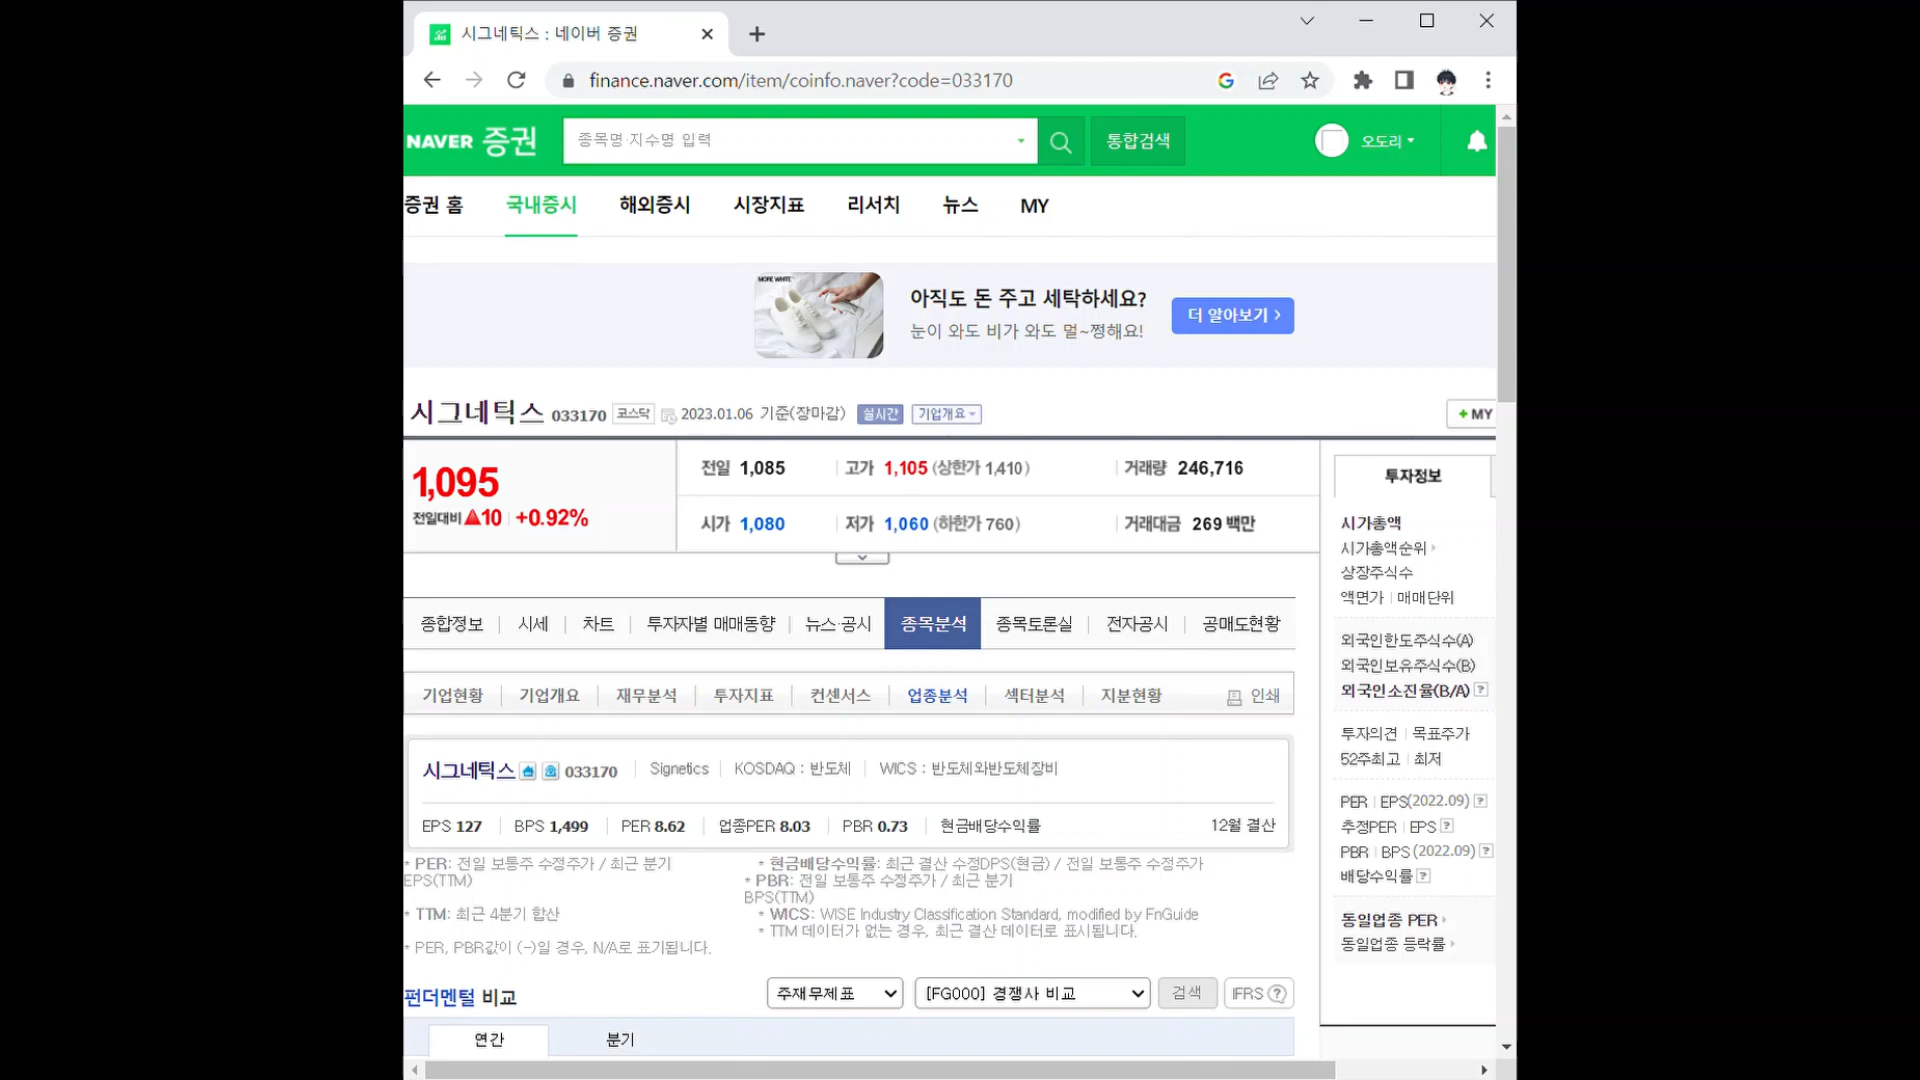 시그네틱스 : 네이버 증권
finance.naver.com/item/coinfo.naver?code=033170
NAVER 증권 종목명·지수명 입력 통합검색 오도리
증권 홈 국내증시 해외증시 시장지표 리서치 뉴스 MY
MORE WHITE
아직도 돈 주고 세탁하세요?
눈이 와도 비가 와도 멀~쩡해요!
더 알아보기 >
시그네틱스 033170 코스닥 2023.01.06 기준(장마감) 실시간 기업개요
+ MY
1,095
전일대비 ▲10 +0.92%
전일 1,085 고가 1,105 (상한가 1,410) 거래량 246,716
시가 1,080 저가 1,060 (하한가 760) 거래대금 269 백만
종합정보 시세 차트 투자자별 매매동향 뉴스·공시 종목분석 종목토론실 전자공시 공매도현황
기업현황 기업개요 재무분석 투자지표 컨센서스 업종분석 섹터분석 지분현황 인쇄
시그네틱스 033170 Signetics KOSDAQ : 반도체 WICS : 반도체와반도체장비
EPS 127 BPS 1,499 PER 8.62 업종PER 8.03 PBR 0.73 현금배당수익률 12월 결산
* PER: 전일 보통주 수정주가 / 최근 분기
EPS(TTM)
* TTM: 최근 4분기 합산
* PER, PBR값이 (-)일 경우, N/A로 표기됩니다.
* 현금배당수익률: 최근 결산 수정DPS(현금) / 전일 보통주 수정주가
* PBR: 전일 보통주 수정주가 / 최근 분기
BPS(TTM)
* WICS: WISE Industry Classification Standard, modified by FnGuide
* TTM 데이터가 없는 경우, 최근 결산 데이터로 표시됩니다.
펀더멘털 비교 주재무제표 [FG000] 경쟁사 비교 검색 IFRS ?
연간 분기
투자정보
시가총액
시가총액순위
상장주식수
액면가 매매단위
외국인한도주식수(A)
외국인보유주식수(B)
외국인소진율(B/A) ?
투자의견 목표주가
52주최고 최저
PER EPS(2022.09) ?
추정PER EPS ?
PBR BPS (2022.09) ?
배당수익률 ?
동일업종 PER
동일업종 등락률